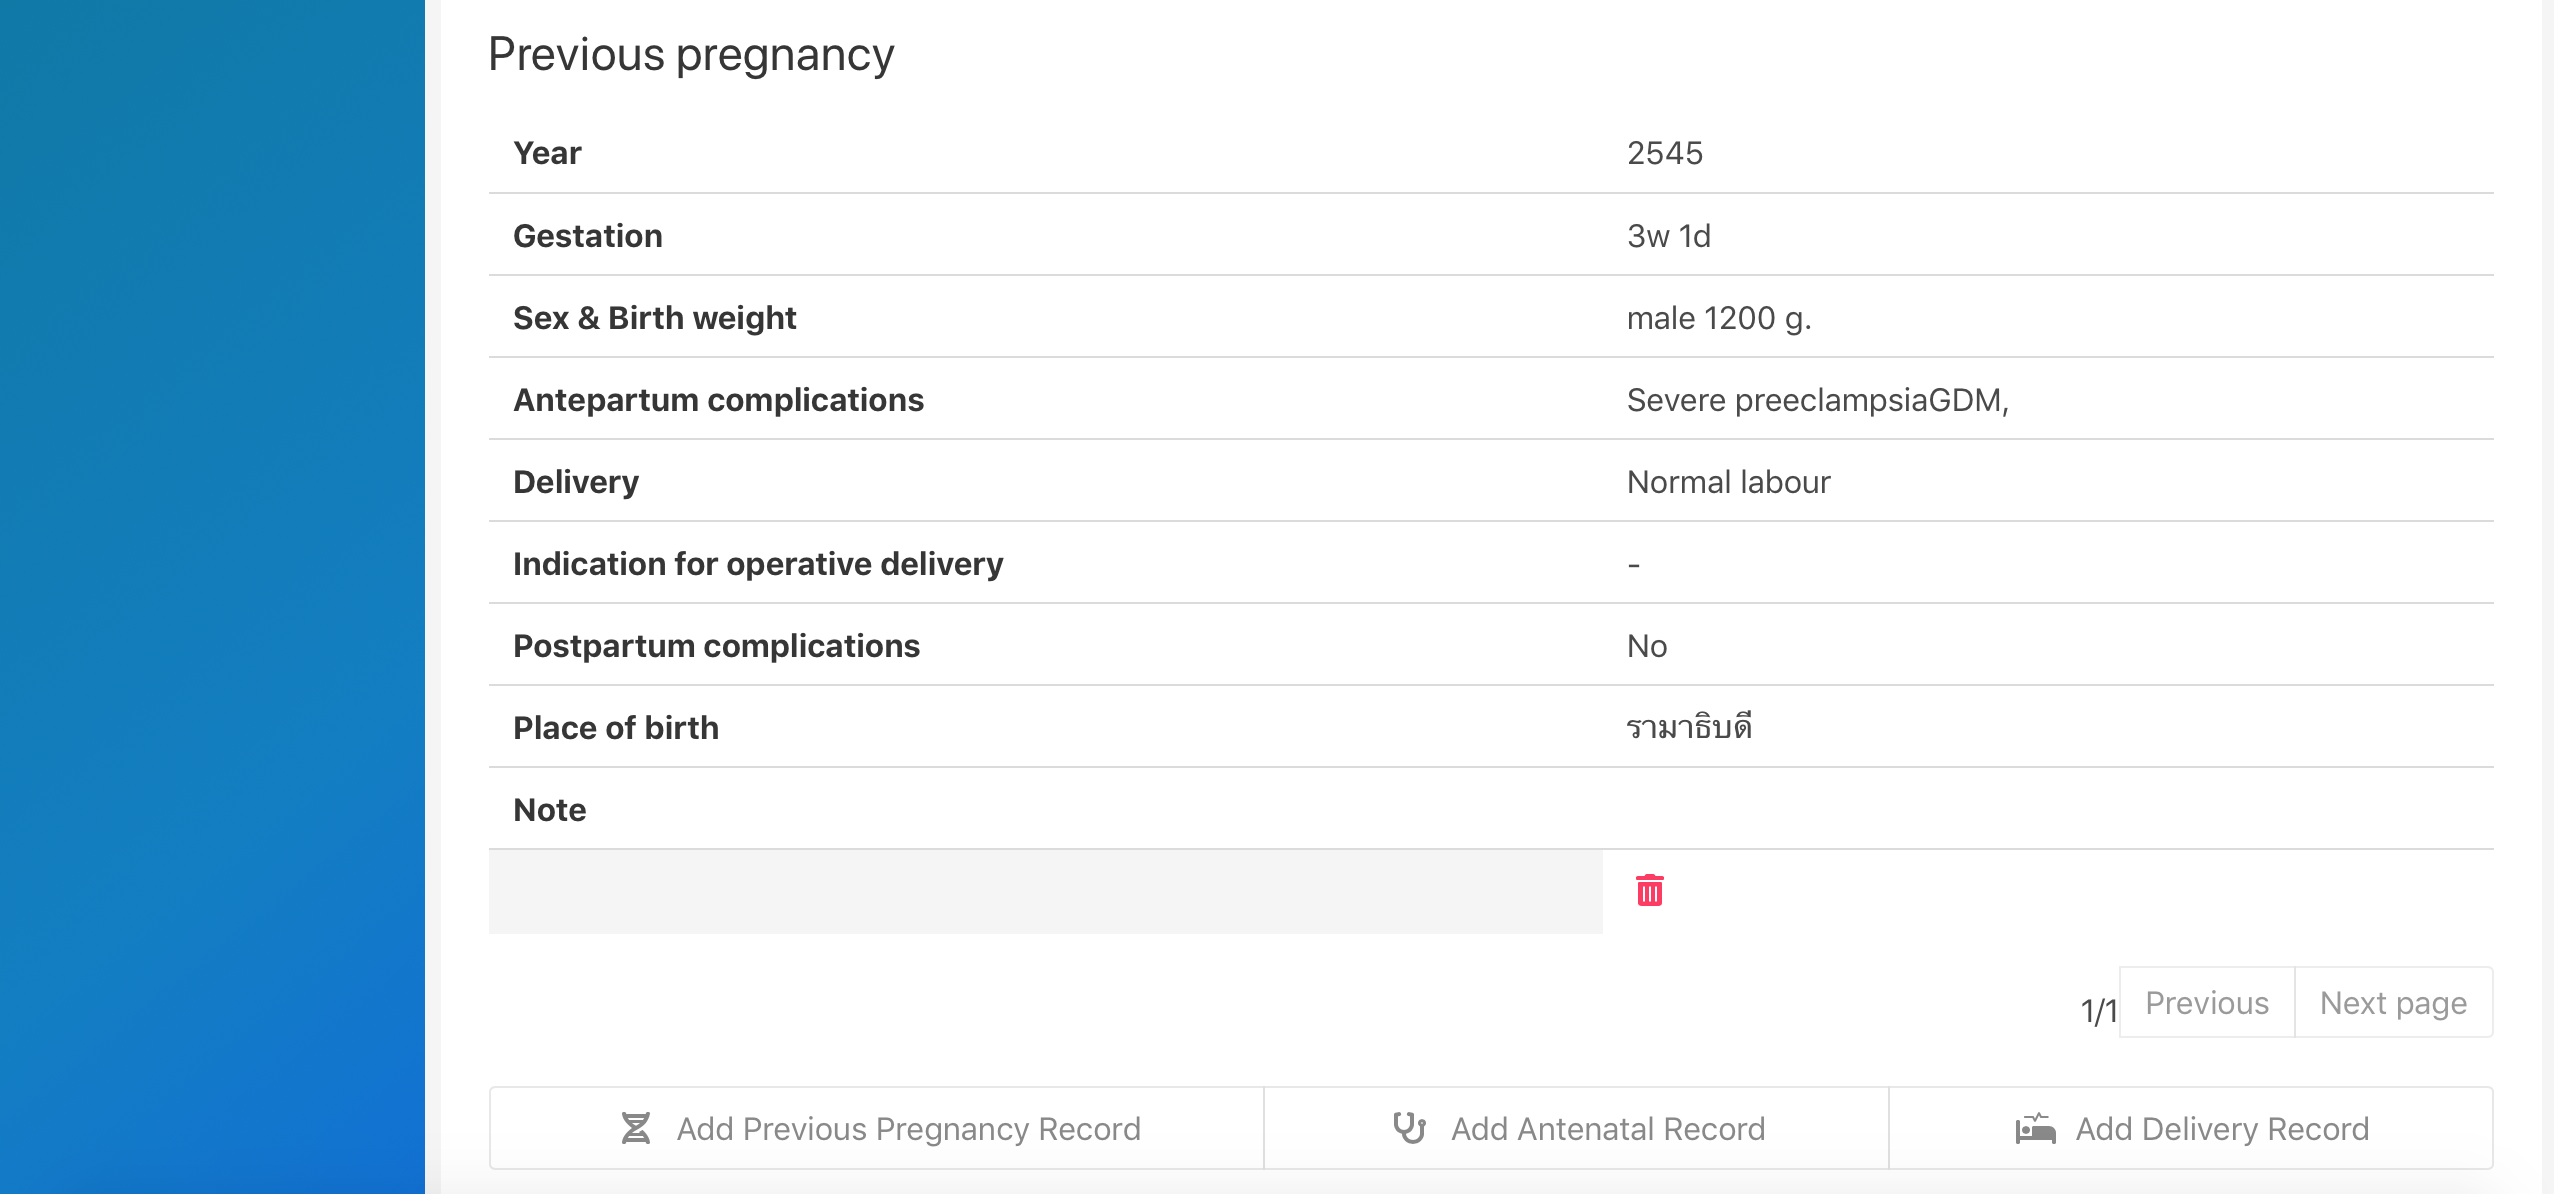 Previous pregnancy
Year 2545
Gestation 3w 1d
Sex & Birth weight male 1200 g.
Antepartum complications Severe preeclampsiaGDM,
Delivery Normal labour
Indication for operative delivery -
Postpartum complications No
Place of birth รามาธิบดี
Note
1/1 Previous Next page
Add Previous Pregnancy Record Add Antenatal Record Add Delivery Record